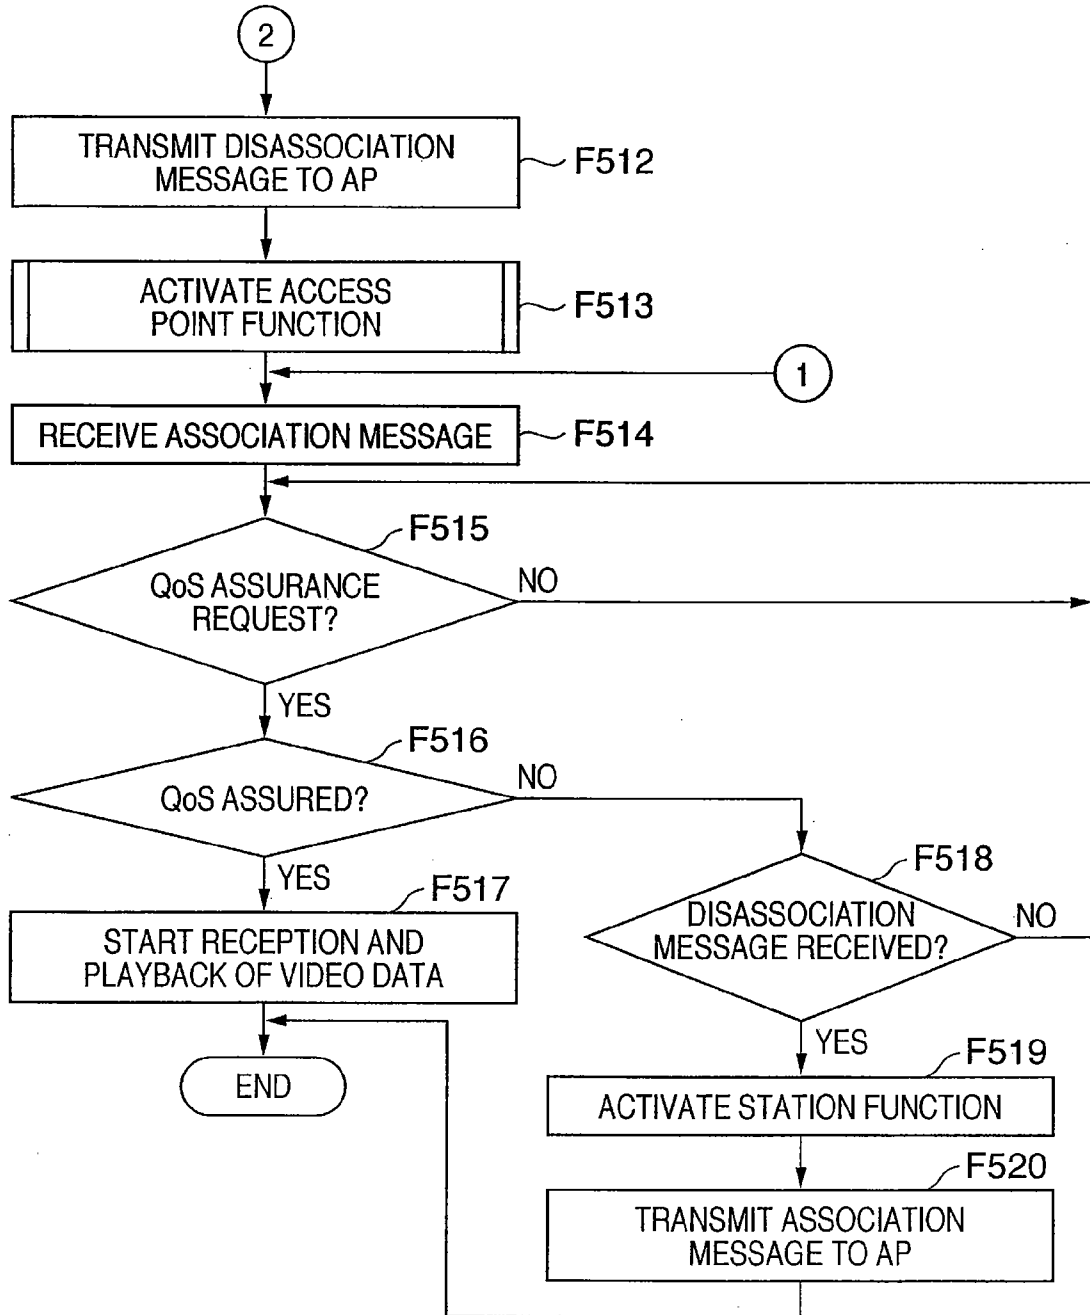 2
TRANSMIT DISASSOCIATION
MESSAGE TO AP
F512
ACTIVATE ACCESS
POINT FUNCTION
F513
1
RECEIVE ASSOCIATION MESSAGE
F514
F515
QoS ASSURANCE
REQUEST?
NO
YES
F516
QoS ASSURED?
NO
YES
F517
START RECEPTION AND
PLAYBACK OF VIDEO DATA
END
F518
DISASSOCIATION
MESSAGE RECEIVED?
NO
YES
F519
ACTIVATE STATION FUNCTION
F520
TRANSMIT ASSOCIATION
MESSAGE TO AP